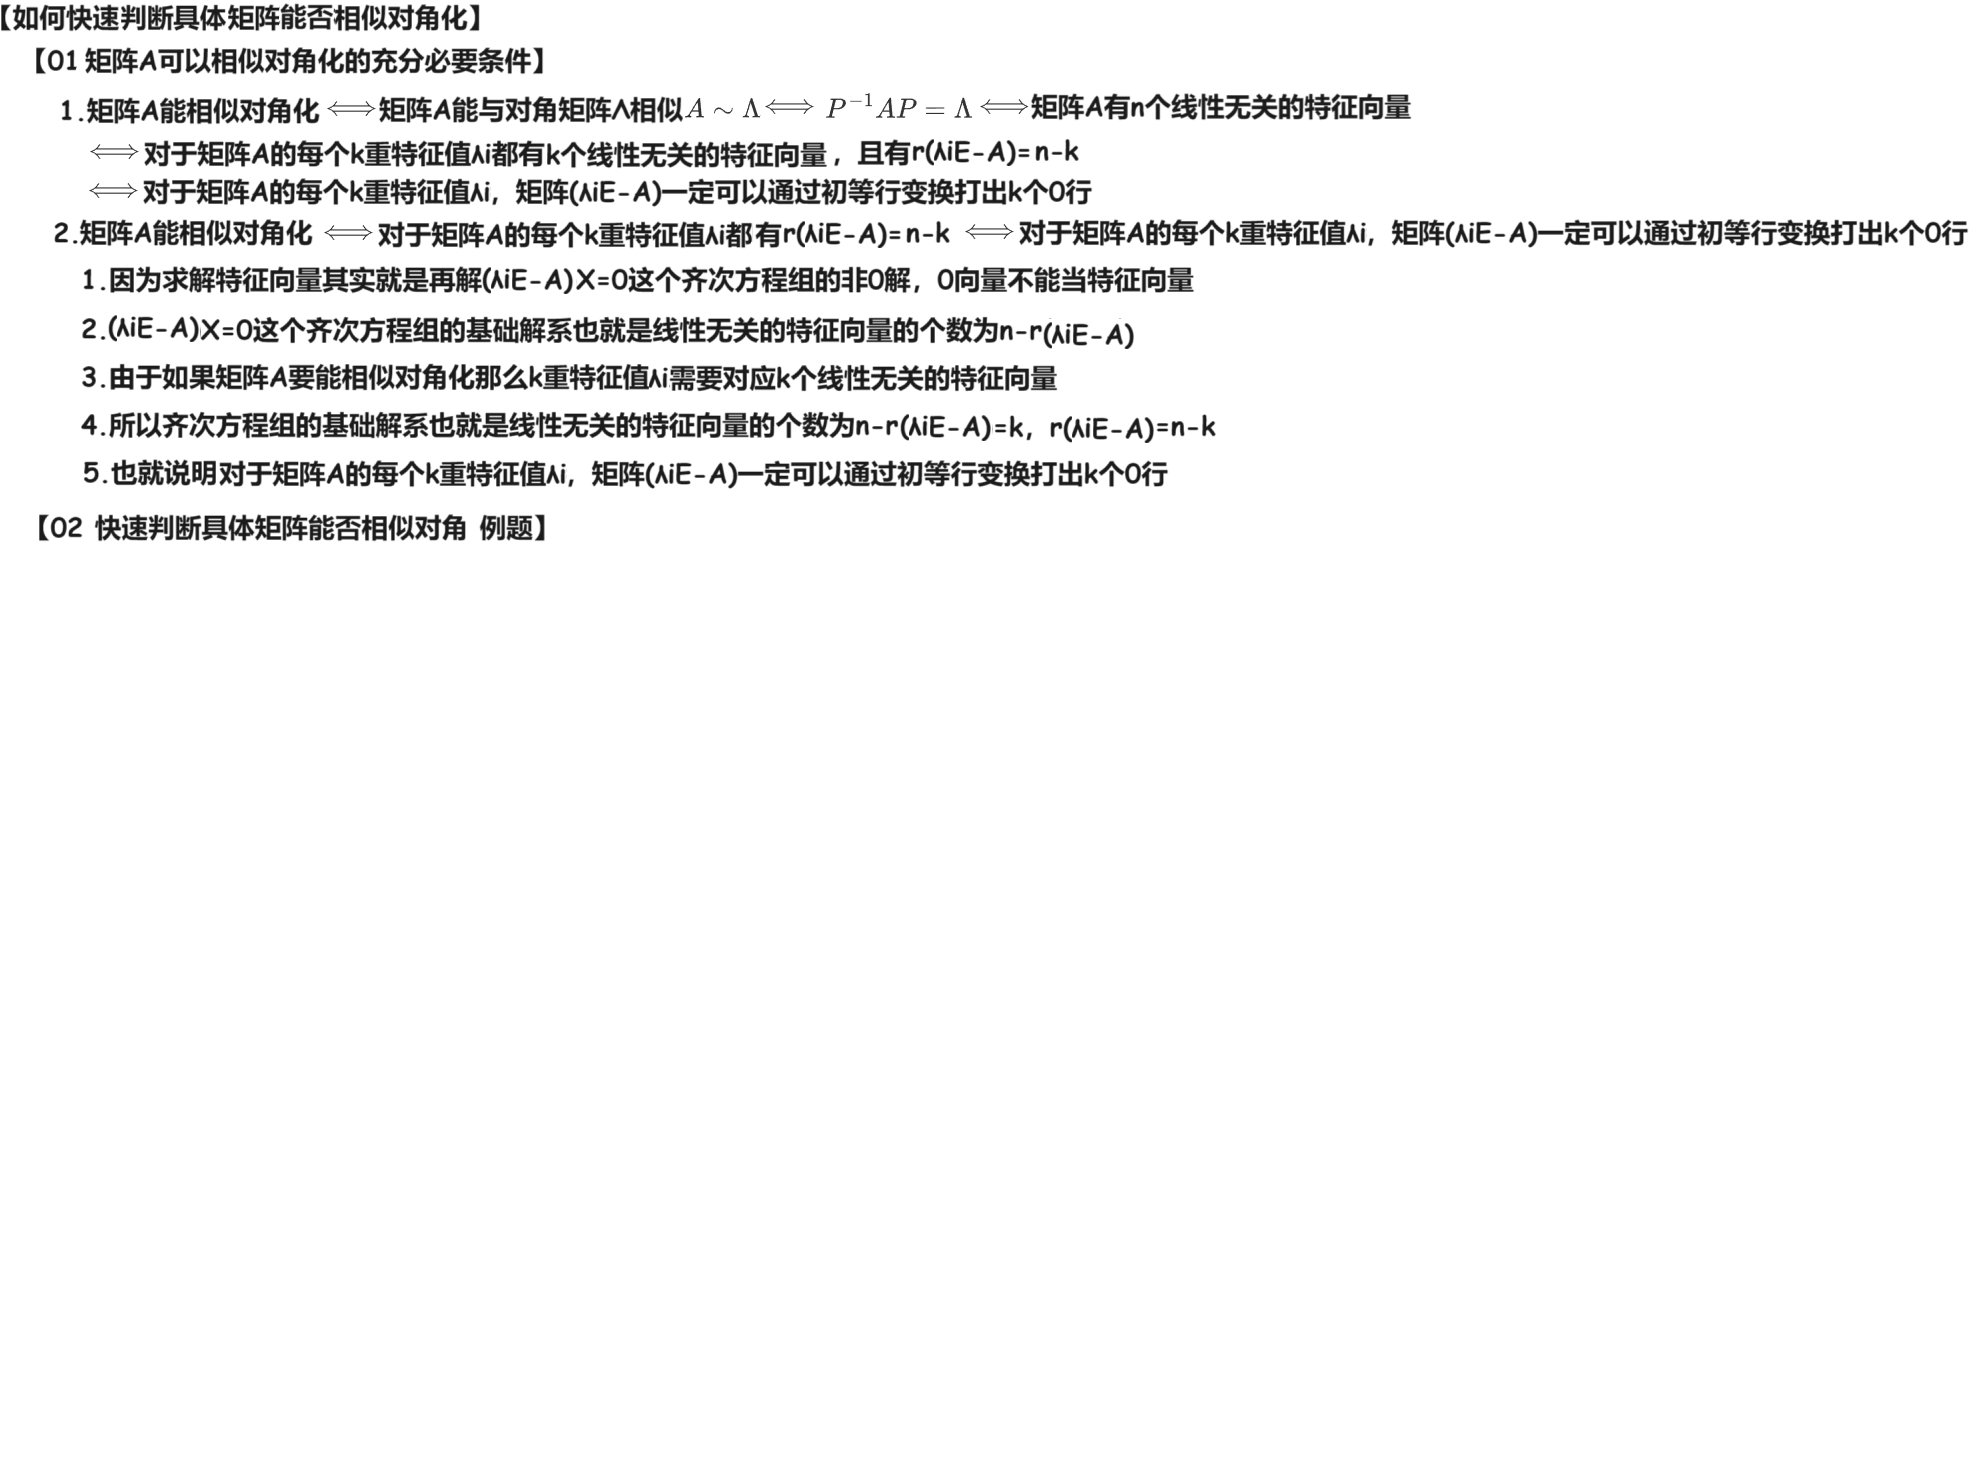 【如何快速判断具体矩阵能否相似对角化】
【01 矩阵A可以相似对角化的充分必要条件】
1.矩阵A能相似对角化 ⟺ 矩阵A能与对角矩阵Λ相似 A ∼ Λ ⟺ P⁻¹AP = Λ ⟺ 矩阵A有n个线性无关的特征向量
⟺ 对于矩阵A的每个k重特征值λi都有k个线性无关的特征向量，且有r(λiE-A)=n-k
⟺ 对于矩阵A的每个k重特征值λi，矩阵(λiE-A)一定可以通过初等行变换打出k个0行
2.矩阵A能相似对角化 ⟺ 对于矩阵A的每个k重特征值λi都有r(λiE-A)=n-k ⟺ 对于矩阵A的每个k重特征值λi，矩阵(λiE-A)一定可以通过初等行变换打出k个0行
1.因为求解特征向量其实就是再解(λiE-A)X=0这个齐次方程组的非0解，0向量不能当特征向量
2.(λiE-A)X=0这个齐次方程组的基础解系也就是线性无关的特征向量的个数为n-r(λiE-A)
3.由于如果矩阵A要能相似对角化那么k重特征值λi需要对应k个线性无关的特征向量
4.所以齐次方程组的基础解系也就是线性无关的特征向量的个数为n-r(λiE-A)=k，r(λiE-A)=n-k
5.也就说明对于矩阵A的每个k重特征值λi，矩阵(λiE-A)一定可以通过初等行变换打出k个0行
【02 快速判断具体矩阵能否相似对角 例题】